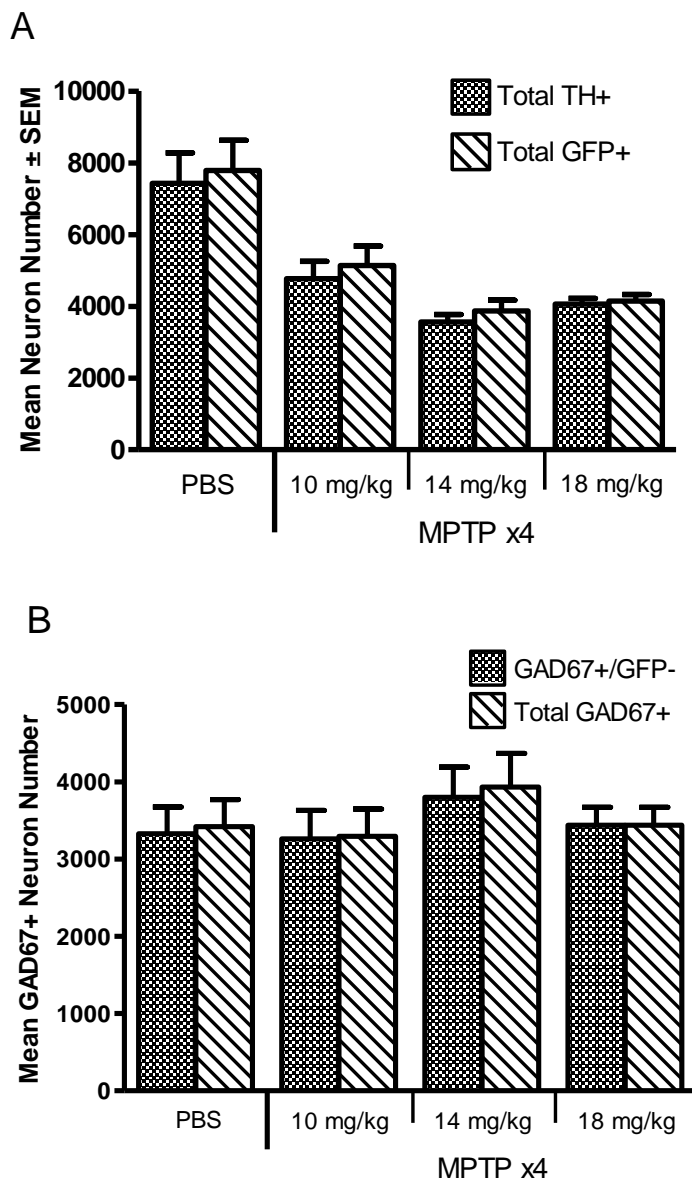 A
Total TH+
Total GFP+
Mean Neuron Number ± SEM
10000
8000
6000
4000
2000
0
PBS
10 mg/kg
14 mg/kg
18 mg/kg
MPTP x4
B
GAD67+/GFP-
Total GAD67+
Mean GAD67+ Neuron Number
5000
4000
3000
2000
1000
0
PBS
10 mg/kg
14 mg/kg
18 mg/kg
MPTP x4